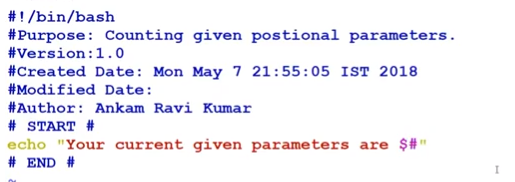 #!/bin/bash
#Purpose: Counting given postional parameters.
#Version:1.0
#Created Date: Mon May 7 21:55:05 IST 2018
#Modified Date:
#Author: Ankam Ravi Kumar
# START #
echo "Your current given parameters are $#"
# END #
~